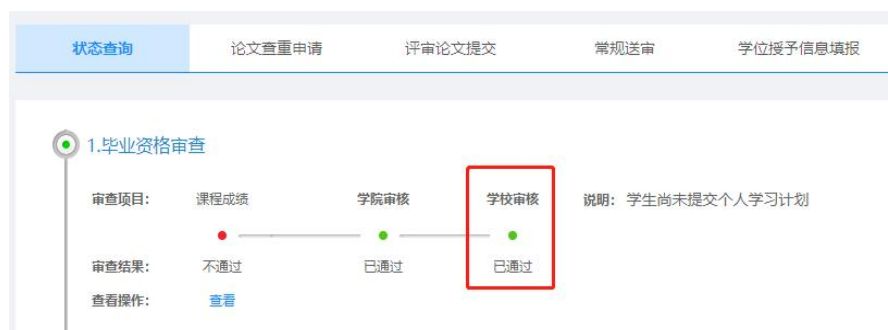 状态查询 论文查重申请 评审论文提交 常规送审 学位授予信息填报
1.毕业资格审查
审查项目: 课程成绩 学院审核 学校审核 说明: 学生尚未提交个人学习计划
审查结果: 不通过 已通过 已通过
查看操作: 查看